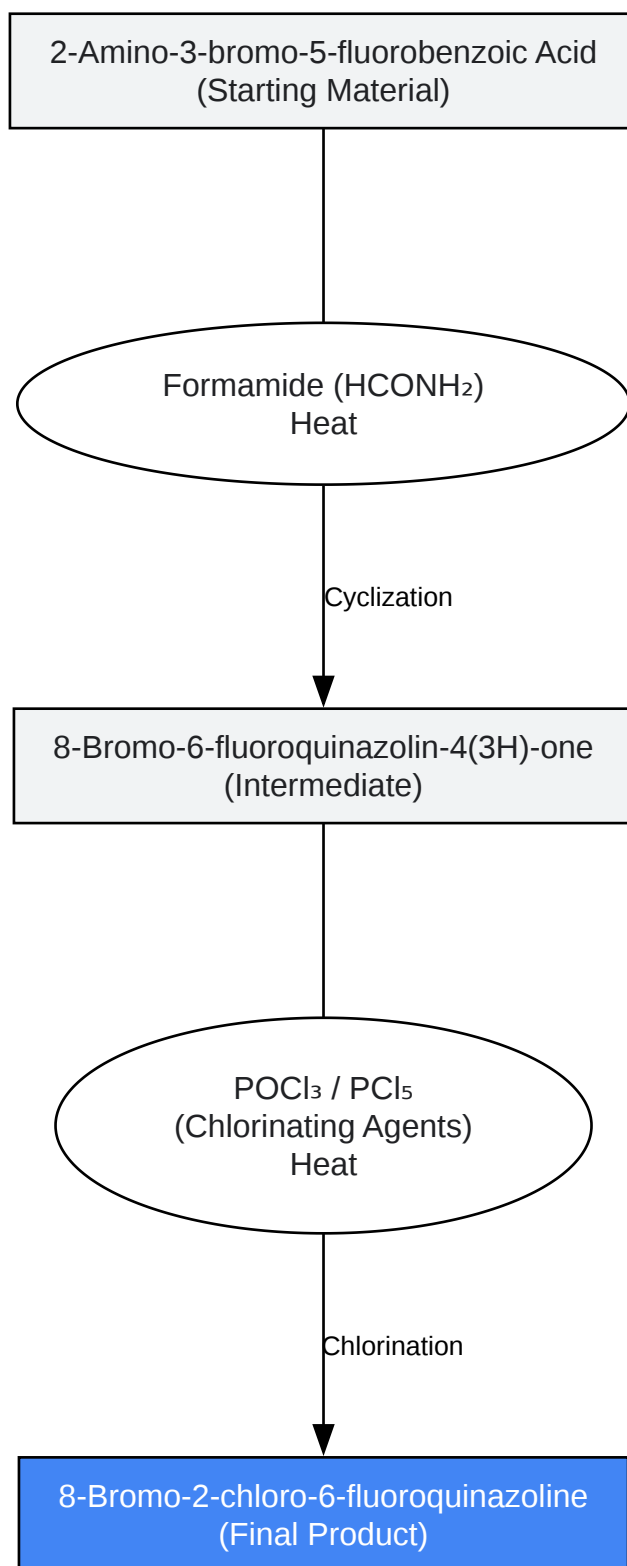 2-Amino-3-bromo-5-fluorobenzoic Acid
(Starting Material)
Formamide (HCONH₂)
Heat
Cyclization
8-Bromo-6-fluoroquinazolin-4(3H)-one
(Intermediate)
POCl₃ / PCl₅
(Chlorinating Agents)
Heat
Chlorination
8-Bromo-2-chloro-6-fluoroquinazoline
(Final Product)